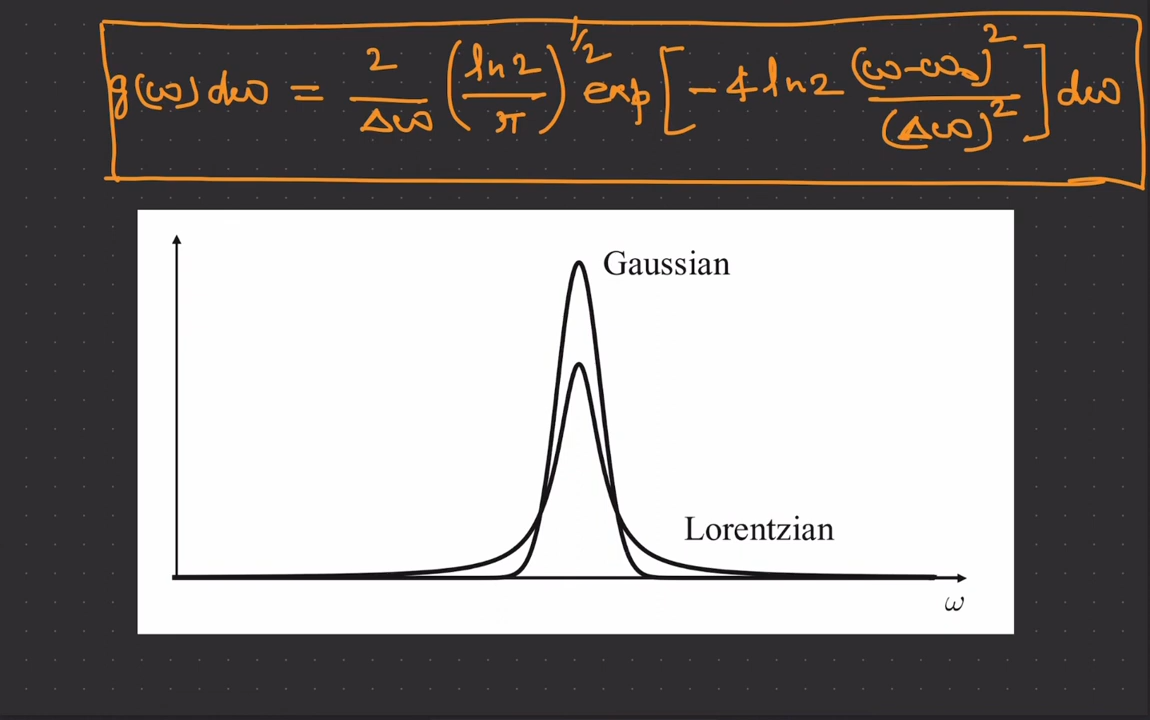 g(ω)dω = 2/Δω (ln2/π)^1/2 exp[-4ln2 (ω-ω₀)²/(Δω)²]dω
Gaussian
Lorentzian
ω